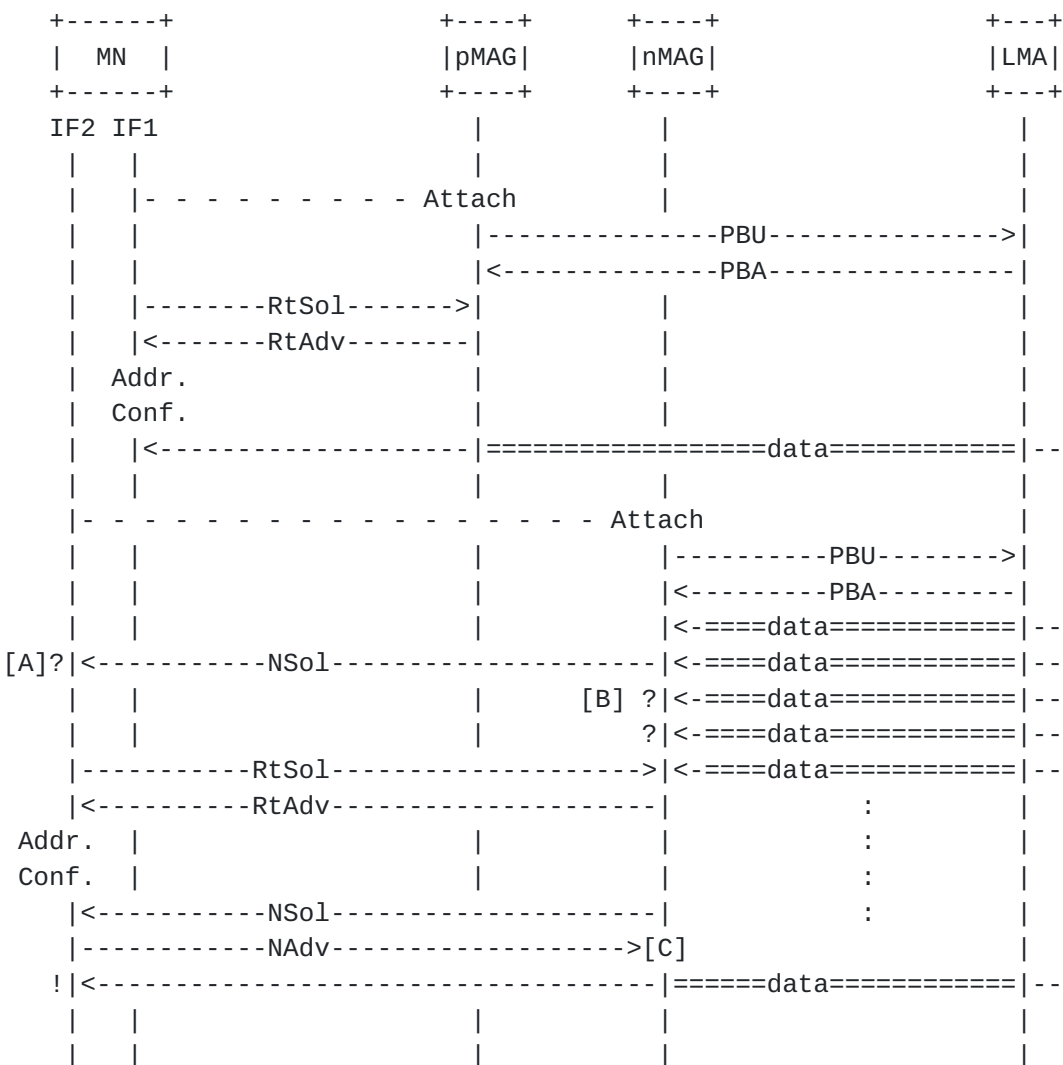 +------+                 +----+      +----+                 +---+
|  MN  |                 |pMAG|      |nMAG|                 |LMA|
+------+                 +----+      +----+                 +---+
IF2 IF1                    |           |                      |
 |   |                     |           |                      |
 |   |- - - - - - - - - Attach         |                      |
 |   |                     |---------------PBU--------------->|
 |   |                     |<--------------PBA----------------|
 |   |--------RtSol------->|           |                      |
 |   |<-------RtAdv--------|           |                      |
 |  Addr.                  |           |                      |
 |  Conf.                  |           |                      |
 |   |<--------------------|==================data============|--
 |   |                     |           |                      |
 |- - - - - - - - - - - - - - - - - Attach                    |
 |   |                     |           |----------PBU-------->|
 |   |                     |           |<---------PBA---------|
 |   |                     |           |<-====data============|--
[A]?|<-----------NSol---------------------|<-====data============|--
 |   |                     |     [B] ?|<-====data============|--
 |   |                     |         ?|<-====data============|--
 |-----------RtSol-------------------->|<-====data============|--
 |<----------RtAdv---------------------|            :         |
Addr.  |                     |           |            :         |
Conf.  |                     |           |            :         |
 |<-----------NSol---------------------|            :         |
 |-----------NAdv------------------->[C]                      |
!|<------------------------------------|======data============|--
 |   |                     |           |                      |
 |   |                     |           |                      |